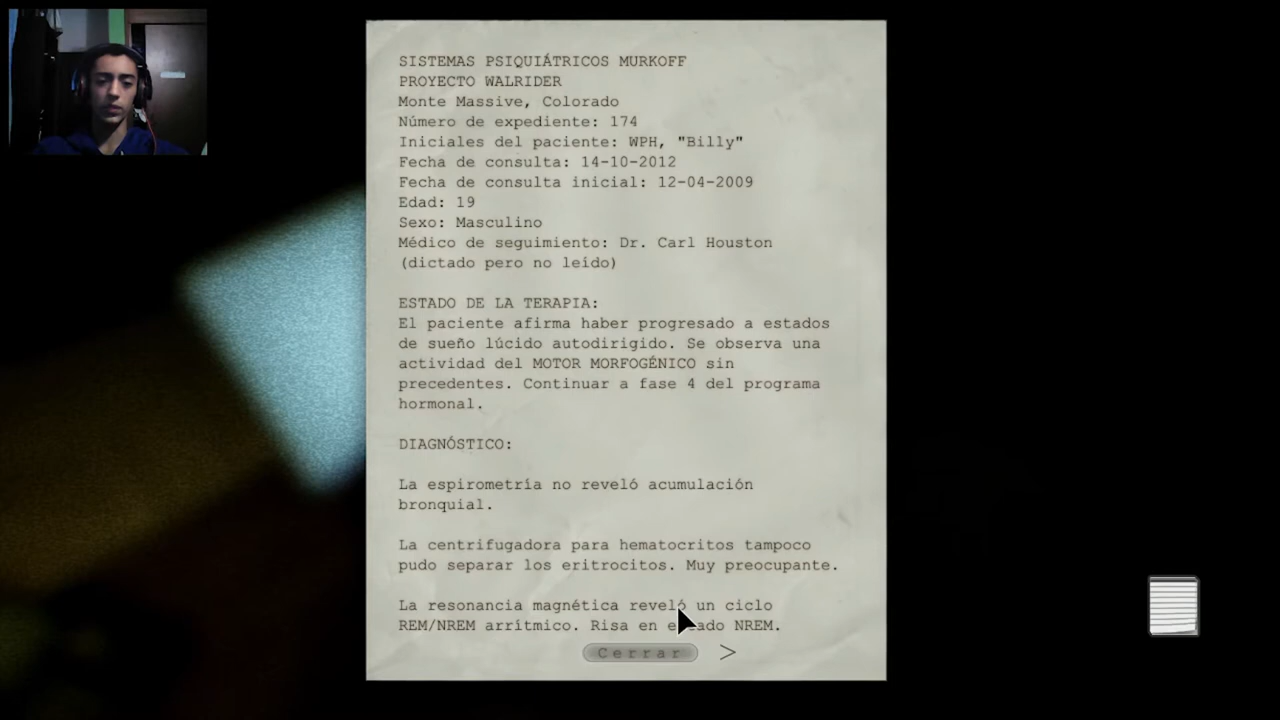 SISTEMAS PSIQUIÁTRICOS MURKOFF
PROYECTO WALRIDER
Monte Massive, Colorado
Número de expediente: 174
Iniciales del paciente: WPH, "Billy"
Fecha de consulta: 14-10-2012
Fecha de consulta inicial: 12-04-2009
Edad: 19
Sexo: Masculino
Médico de seguimiento: Dr. Carl Houston
(dictado pero no leído)
ESTADO DE LA TERAPIA:
El paciente afirma haber progresado a estados
de sueño lúcido autodirigido. Se observa una
actividad del MOTOR MORFOGÉNICO sin
precedentes. Continuar a fase 4 del programa
hormonal.
DIAGNÓSTICO:
La espirometría no reveló acumulación
bronquial.
La centrifugadora para hematocritos tampoco
pudo separar los eritrocitos. Muy preocupante.
La resonancia magnética reveló un ciclo
REM/NREM arrítmico. Risa en estado NREM.
Cerrar >